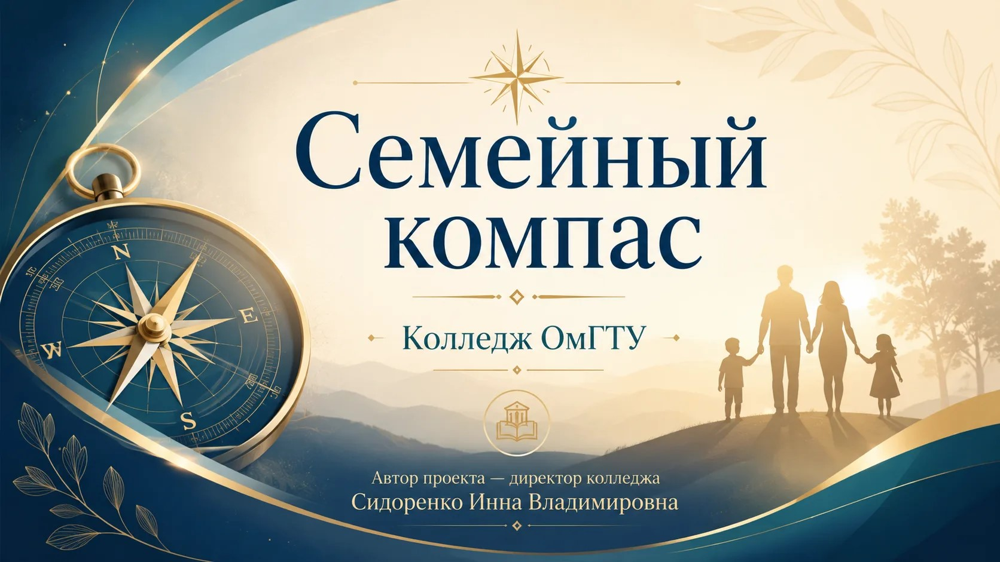 Семейный
компас
Колледж ОмГТУ
N
E
W
S
Автор проекта — директор колледжа
Сидоренко Инна Владимировна